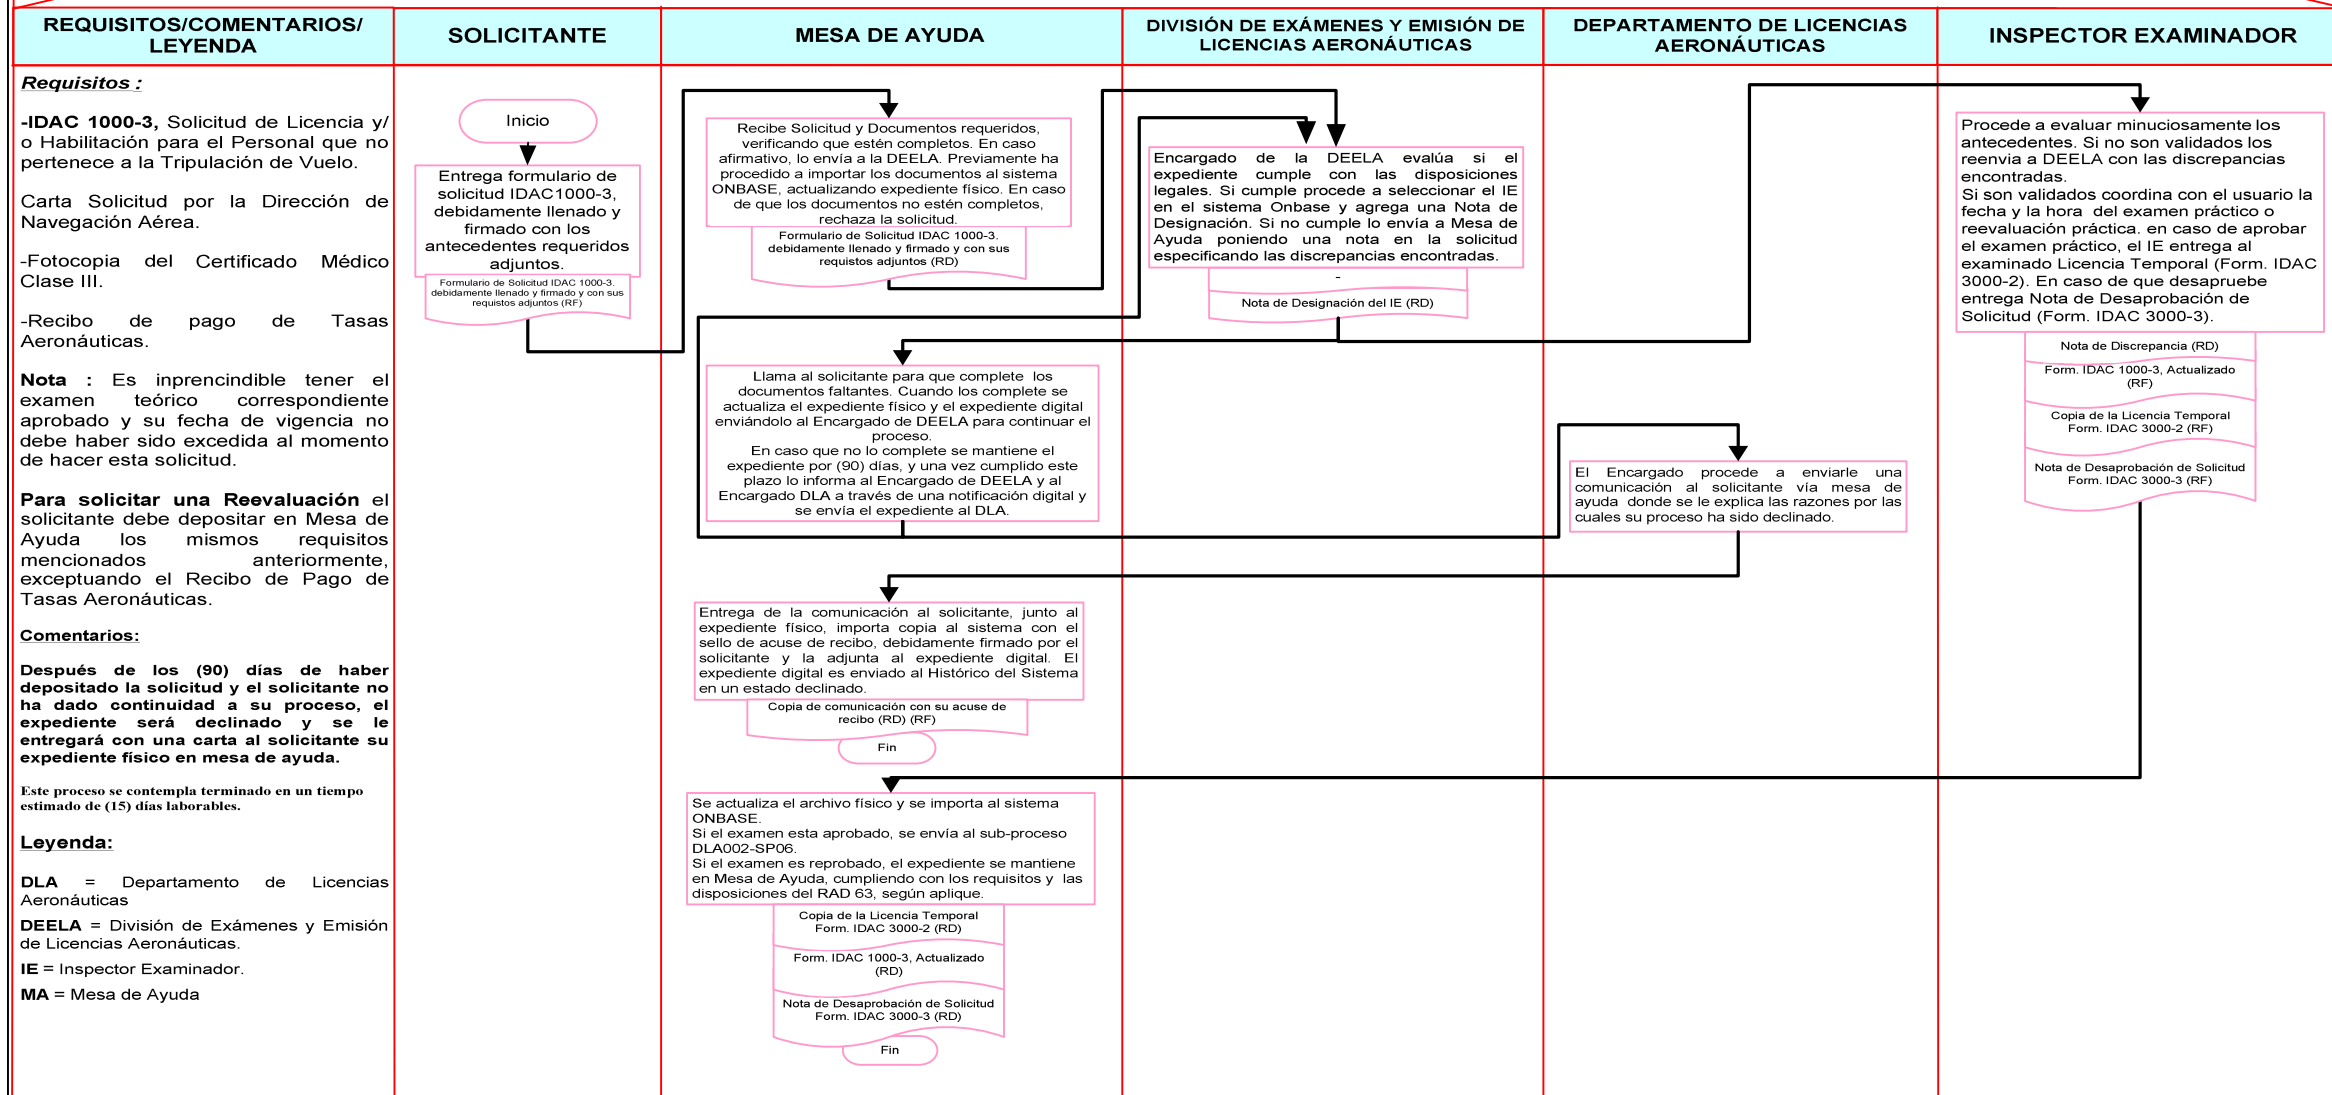 REQUISITOS/COMENTARIOS/
LEYENDA
SOLICITANTE
MESA DE AYUDA
DIVISIÓN DE EXÁMENES Y EMISIÓN DE
LICENCIAS AERONÁUTICAS
DEPARTAMENTO DE LICENCIAS
AERONÁUTICAS
INSPECTOR EXAMINADOR
Requisitos :
-IDAC 1000-3, Solicitud de Licencia y/
o Habilitación para el Personal que no
pertenece a la Tripulación de Vuelo.
Carta Solicitud por la Dirección de
Navegación Aérea.
-Fotocopia del Certificado Médico
Clase III.
-Recibo de pago de Tasas
Aeronáuticas.
Nota : Es inprencindible tener el
examen teórico correspondiente
aprobado y su fecha de vigencia no
debe haber sido excedida al momento
de hacer esta solicitud.
Para solicitar una Reevaluación el
solicitante debe depositar en Mesa de
Ayuda los mismos requisitos
mencionados anteriormente,
exceptuando el Recibo de Pago de
Tasas Aeronáuticas.
Comentarios:
Después de los (90) días de haber
depositado la solicitud y el solicitante no
ha dado continuidad a su proceso, el
expediente será declinado y se le
entregará con una carta al solicitante su
expediente físico en mesa de ayuda.
Este proceso se contempla terminado en un tiempo
estimado de (15) días laborables.
Leyenda:
DLA = Departamento de Licencias
Aeronáuticas
DEELA = División de Exámenes y Emisión
de Licencias Aeronáuticas.
IE = Inspector Examinador.
MA = Mesa de Ayuda
Inicio
Entrega formulario de
solicitud IDAC1000-3,
debidamente llenado y
firmado con los
antecedentes requeridos
adjuntos.
Formulario de Solicitud IDAC 1000-3.
debidamente llenado y firmado y con sus
requistos adjuntos (RF)
Recibe Solicitud y Documentos requeridos,
verificando que estén completos. En caso
afirmativo, lo envía a la DEELA. Previamente ha
procedido a importar los documentos al sistema
ONBASE, actualizando expediente físico. En caso
de que los documentos no estén completos,
rechaza la solicitud.
Formulario de Solicitud IDAC 1000-3.
debidamente llenado y firmado y con sus
requistos adjuntos (RD)
Encargado de la DEELA evalúa si el
expediente cumple con las disposiciones
legales. Si cumple procede a seleccionar el IE
en el sistema Onbase y agrega una Nota de
Designación. Si no cumple lo envía a Mesa de
Ayuda poniendo una nota en la solicitud
especificando las discrepancias encontradas.
-
Nota de Designación del IE (RD)
Procede a evaluar minuciosamente los
antecedentes. Si no son validados los
reenvia a DEELA con las discrepancias
encontradas.
Si son validados coordina con el usuario la
fecha y la hora del examen práctico o
reevaluación práctica. en caso de aprobar
el examen práctico, el IE entrega al
examinado Licencia Temporal (Form. IDAC
3000-2). En caso de que desapruebe
entrega Nota de Desaprobación de
Solicitud (Form. IDAC 3000-3).
Nota de Discrepancia (RD)
Form. IDAC 1000-3, Actualizado
(RF)
Copia de la Licencia Temporal
Form. IDAC 3000-2 (RF)
Nota de Desaprobación de Solicitud
Form. IDAC 3000-3 (RF)
Llama al solicitante para que complete los
documentos faltantes. Cuando los complete se
actualiza el expediente físico y el expediente digital
enviándolo al Encargado de DEELA para continuar el
proceso.
En caso que no lo complete se mantiene el
expediente por (90) días, y una vez cumplido este
plazo lo informa al Encargado de DEELA y al
Encargado DLA a través de una notificación digital y
se envía el expediente al DLA.
El Encargado procede a enviarle una
comunicación al solicitante vía mesa de
ayuda donde se le explica las razones por las
cuales su proceso ha sido declinado.
Entrega de la comunicación al solicitante, junto al
expediente físico, importa copia al sistema con el
sello de acuse de recibo, debidamente firmado por el
solicitante y la adjunta al expediente digital. El
expediente digital es enviado al Histórico del Sistema
en un estado declinado.
Copia de comunicación con su acuse de
recibo (RD) (RF)
Fin
Se actualiza el archivo físico y se importa al sistema
ONBASE.
Si el examen esta aprobado, se envía al sub-proceso
DLA002-SP06.
Si el examen es reprobado, el expediente se mantiene
en Mesa de Ayuda, cumpliendo con los requisitos y las
disposiciones del RAD 63, según aplique.
Copia de la Licencia Temporal
Form. IDAC 3000-2 (RD)
Form. IDAC 1000-3, Actualizado
(RD)
Nota de Desaprobación de Solicitud
Form. IDAC 3000-3 (RD)
Fin